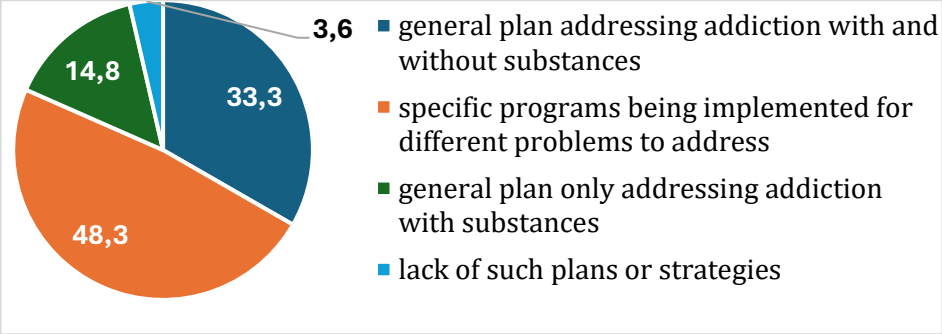 3,6
14,8
33,3
48,3
general plan addressing addiction with and
without substances
specific programs being implemented for
different problems to address
general plan only addressing addiction
with substances
lack of such plans or strategies